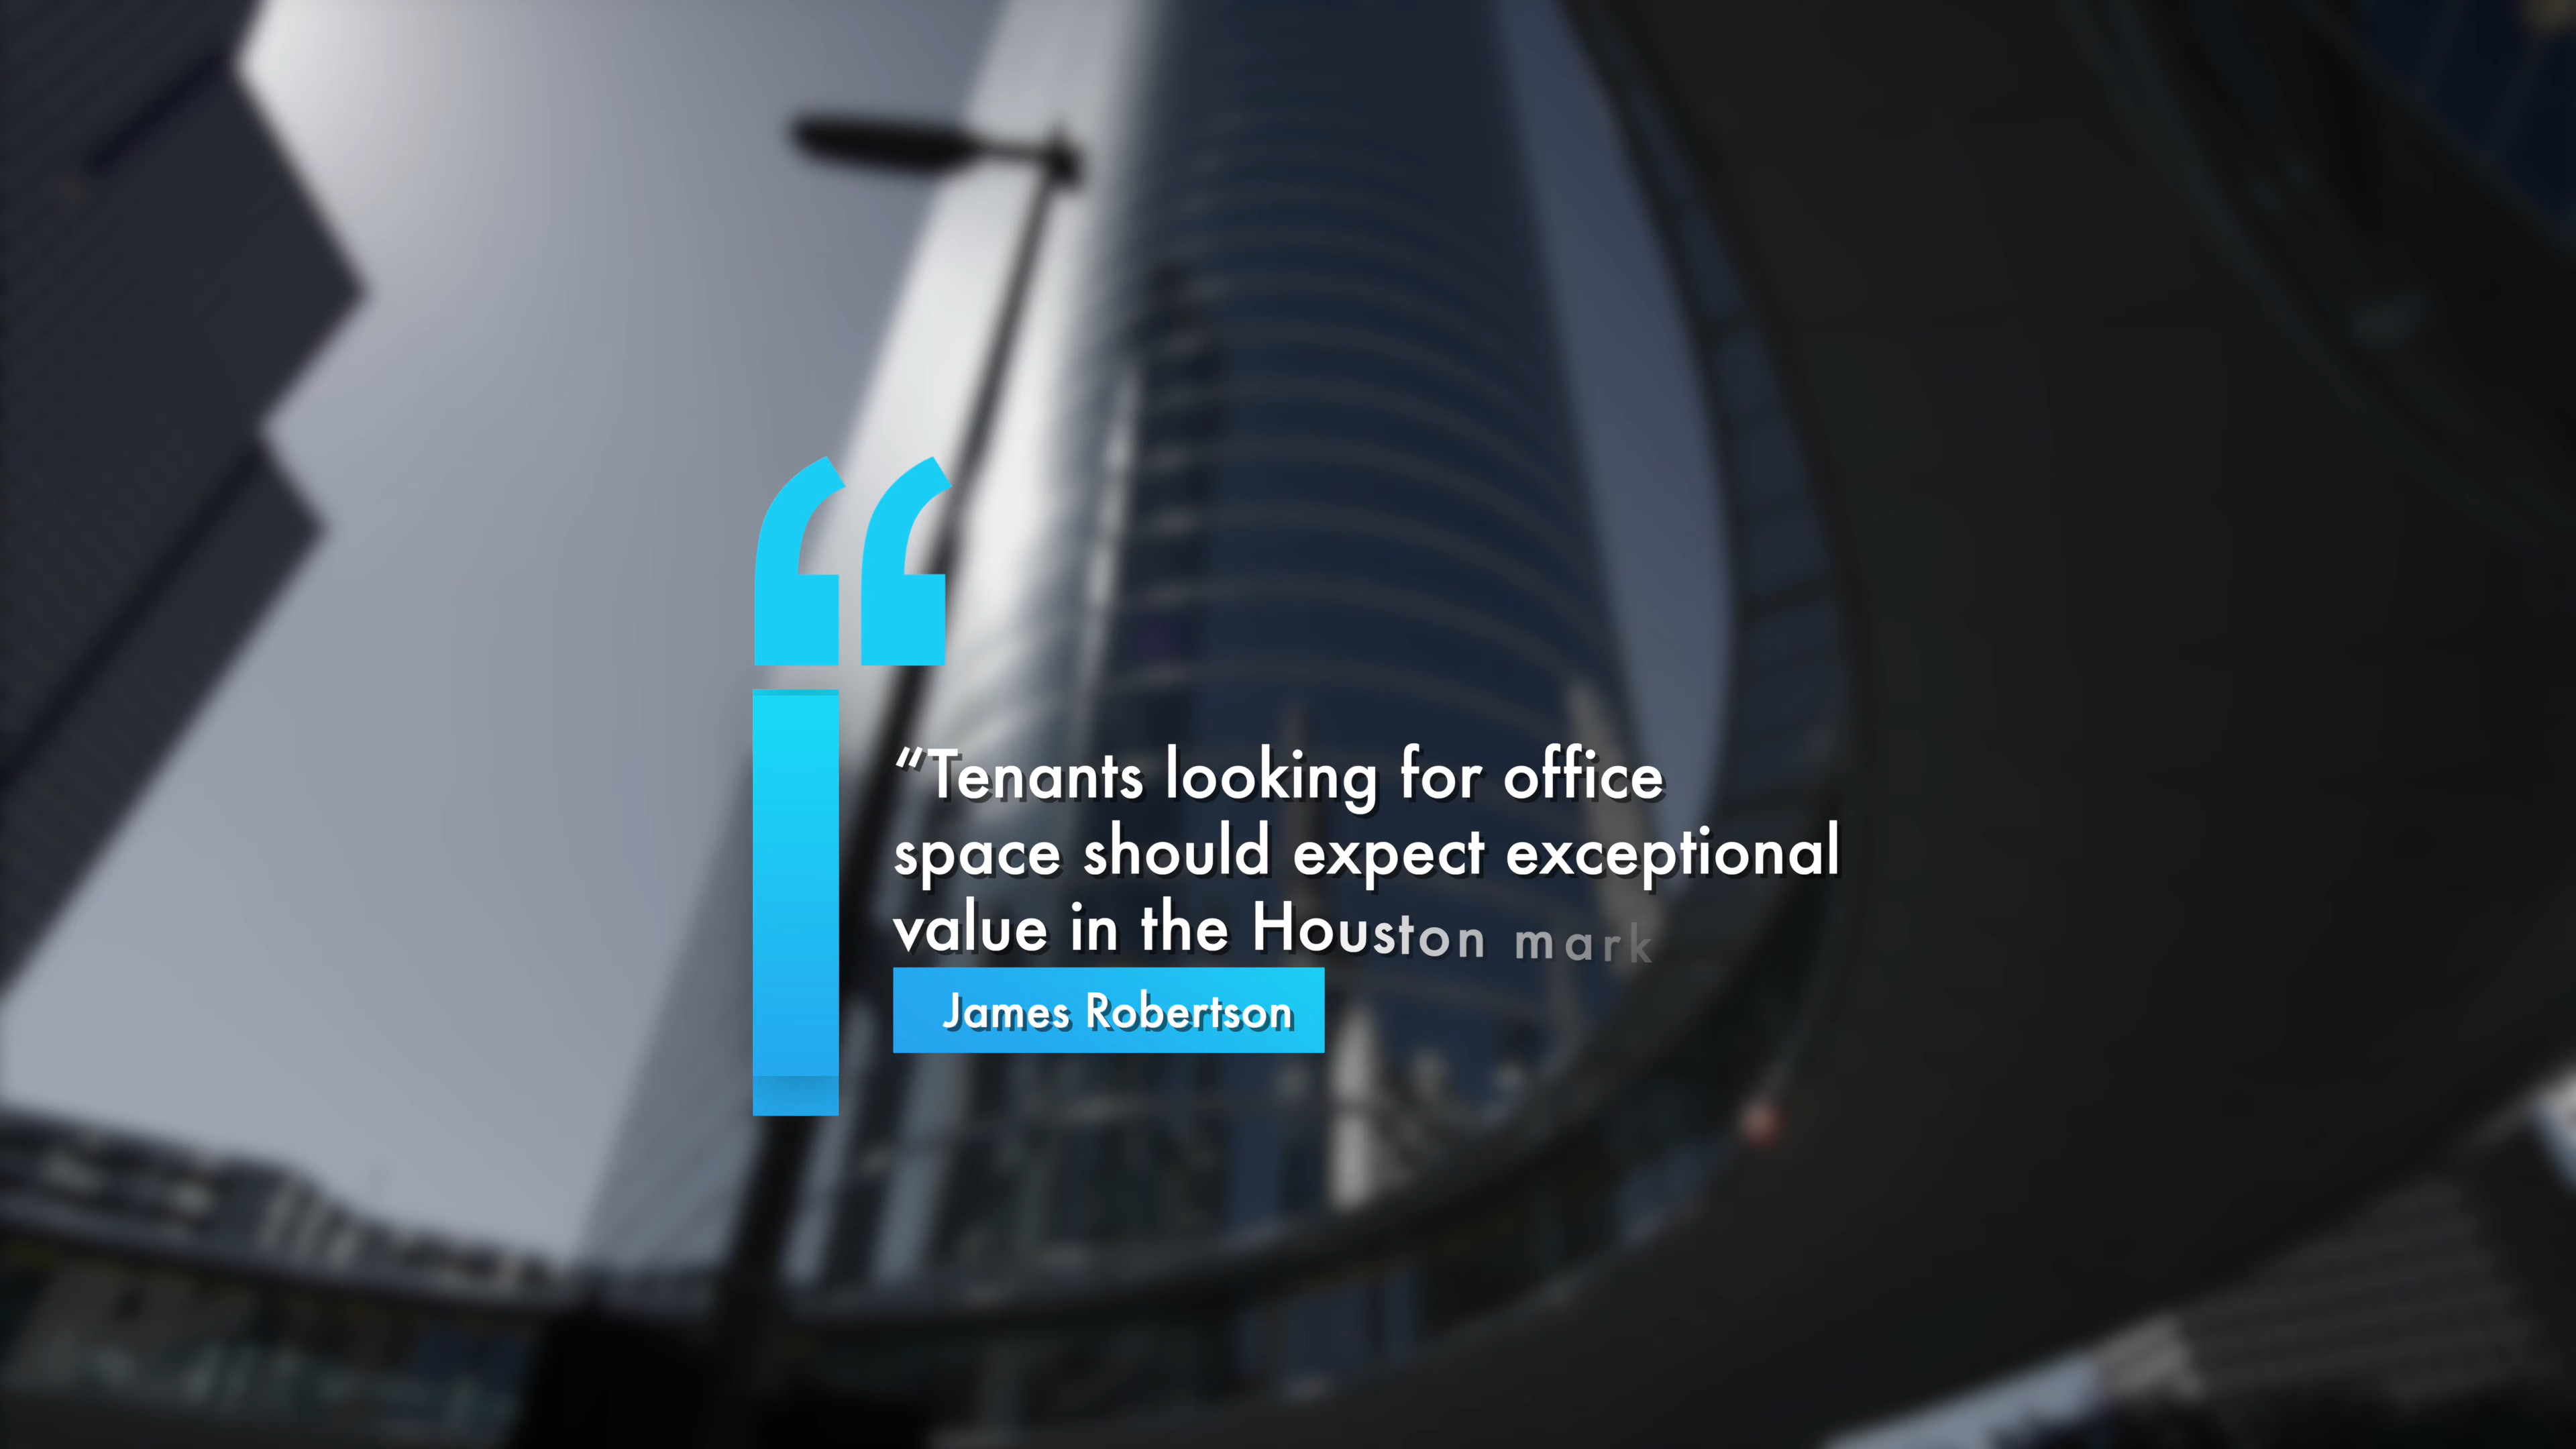 “Tenants looking for office
space should expect exceptional
value in the Houston mark
James Robertson